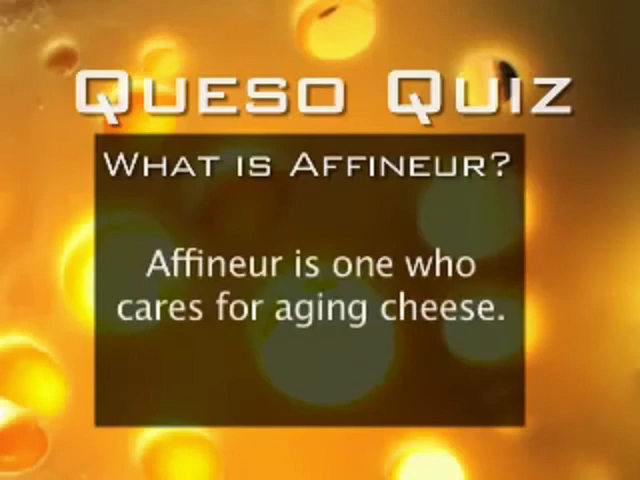 Queso Quiz
What is Affineur?
Affineur is one who
cares for aging cheese.